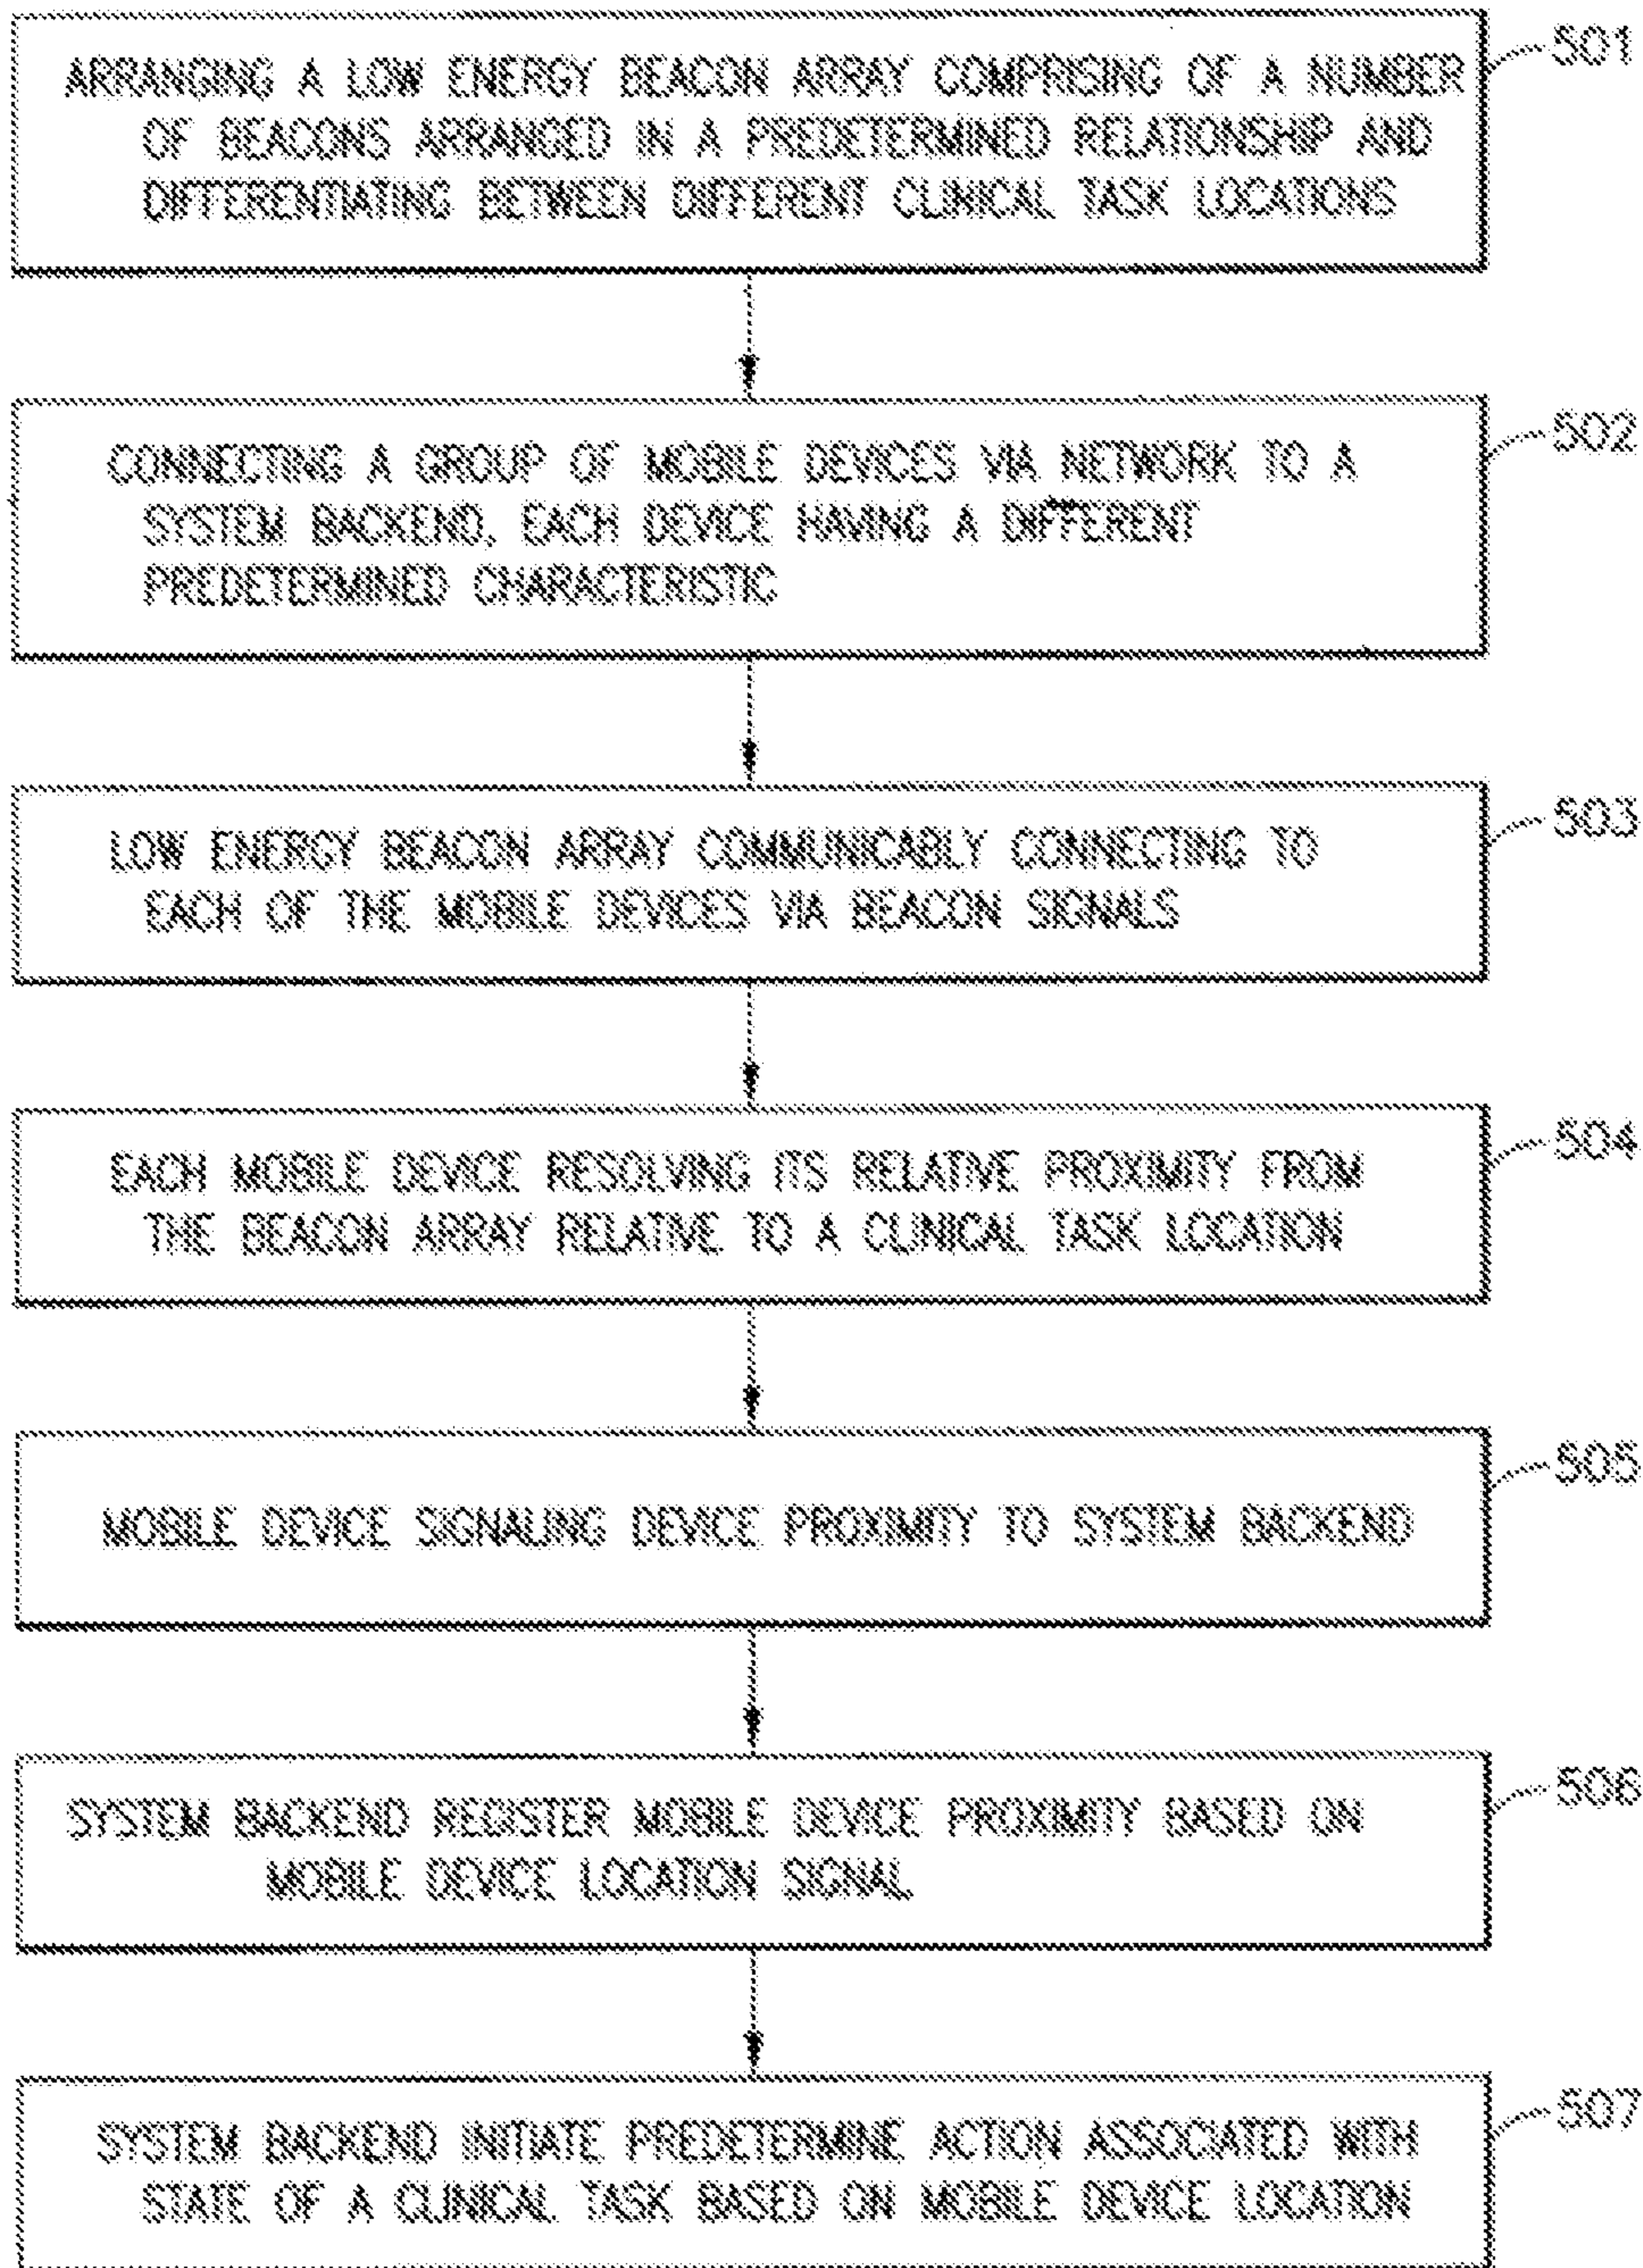 ARRANGING A LOW ENERGY BEACON ARRAY COMPRISING OF A NUMBER
OF BEACONS ARRANGED IN A PREDETERMINED RELATIONSHIP AND
DIFFERENTIATING BETWEEN DIFFERENT CLINICAL TASK LOCATIONS
501
CONNECTING A GROUP OF MOBILE DEVICES VIA NETWORK TO A
SYSTEM BACKEND, EACH DEVICE HAVING A DIFFERENT
PREDETERMINED CHARACTERISTIC
502
LOW ENERGY BEACON ARRAY COMMUNICABLY CONNECTING TO
EACH OF THE MOBILE DEVICES VIA BEACON SIGNALS
503
EACH MOBILE DEVICE RESOLVING ITS RELATIVE PROXIMITY FROM
THE BEACON ARRAY RELATIVE TO A CLINICAL TASK LOCATION
504
MOBILE DEVICE SIGNALING DEVICE PROXIMITY TO SYSTEM BACKEND
505
SYSTEM BACKEND REGISTER MOBILE DEVICE PROXIMITY BASED ON
MOBILE DEVICE LOCATION SIGNAL
506
SYSTEM BACKEND INITIATE PREDETERMINE ACTION ASSOCIATED WITH
STATE OF A CLINICAL TASK BASED ON MOBILE DEVICE LOCATION
507